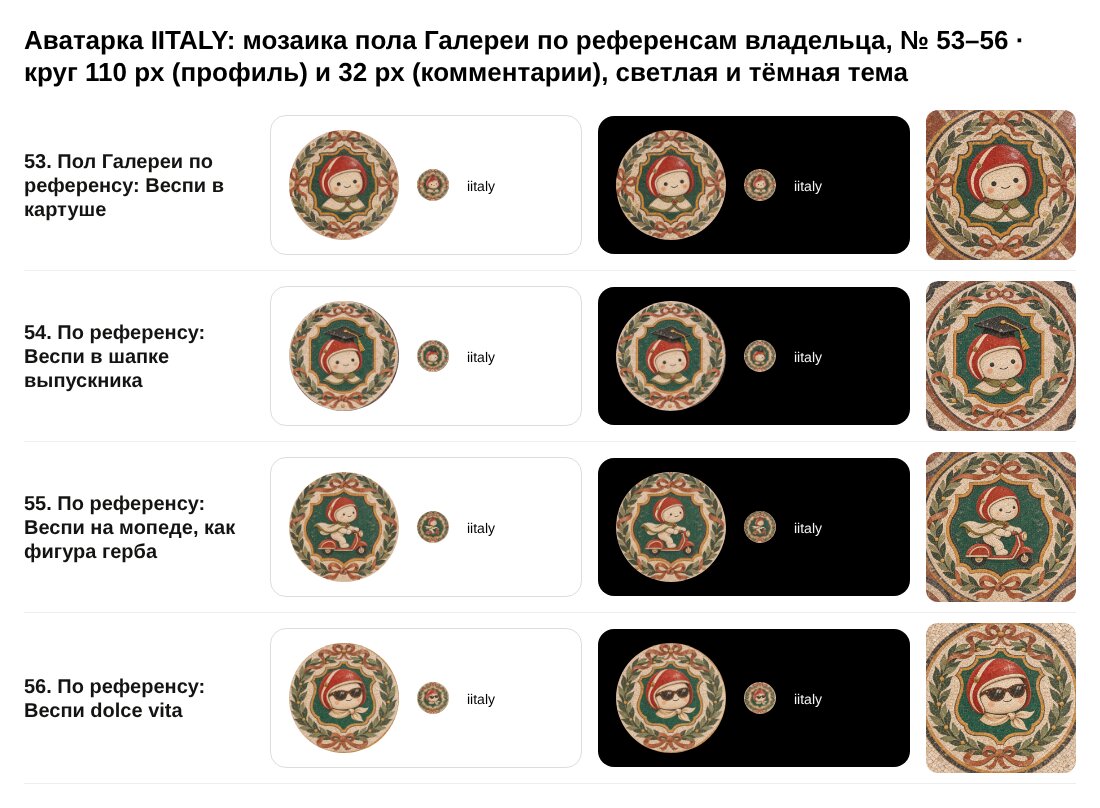 Аватарка IITALY: мозаика пола Галереи по референсам владельца, № 53–56 ·
круг 110 px (профиль) и 32 px (комментарии), светлая и тёмная тема
53. Пол Галереи по
референсу: Веспи в
картуше
iitaly
iitaly
54. По референсу:
Веспи в шапке
выпускника
iitaly
iitaly
55. По референсу:
Веспи на мопеде, как
фигура герба
iitaly
iitaly
56. По референсу:
Веспи dolce vita
iitaly
iitaly